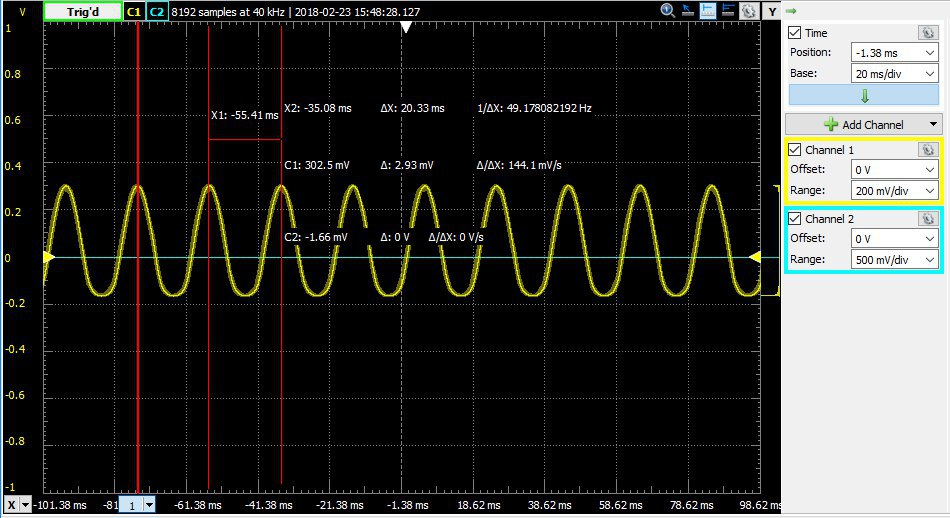 V Trig'd C1 C2 8192 samples at 40 kHz | 2018-02-23 15:48:28.127 Y
1
0.8
0.6
0.4
0.2
0
-0.2
-0.4
-0.6
-0.8
-1
X1: -55.41 ms
X2: -35.08 ms ΔX: 20.33 ms 1/ΔX: 49.178082192 Hz
C1: 302.5 mV Δ: 2.93 mV Δ/ΔX: 144.1 mV/s
C2: -1.66 mV Δ: 0 V Δ/ΔX: 0 V/s
X -101.38 ms -81 1 -61.38 ms -41.38 ms -21.38 ms -1.38 ms 18.62 ms 38.62 ms 58.62 ms 78.62 ms 98.62 ms
Time
Position: -1.38 ms
Base: 20 ms/div
Add Channel
Channel 1
Offset: 0 V
Range: 200 mV/div
Channel 2
Offset: 0 V
Range: 500 mV/div